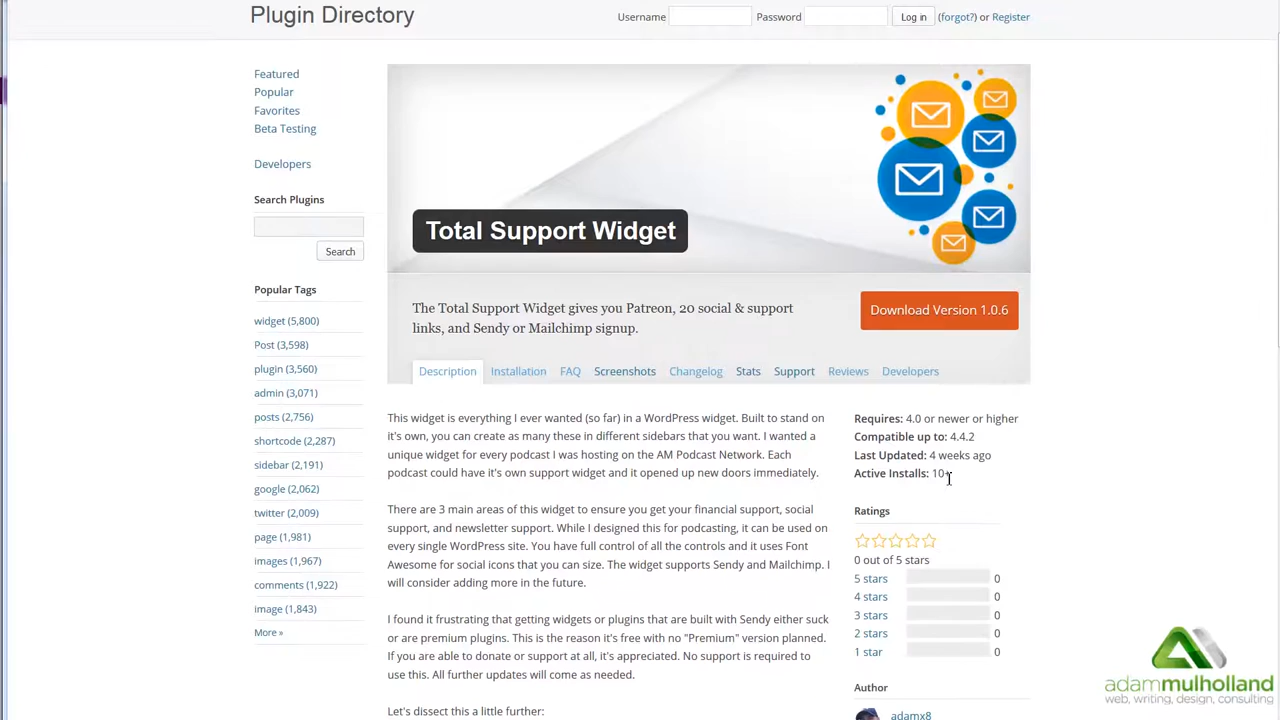 Plugin Directory
Username
Password
Log in
(forgot?) or Register
Featured
Popular
Favorites
Beta Testing
Developers
Search Plugins
Search
Popular Tags
widget (5,800)
Post (3,598)
plugin (3,560)
admin (3,071)
posts (2,756)
shortcode (2,287)
sidebar (2,191)
google (2,062)
twitter (2,009)
page (1,981)
images (1,967)
comments (1,922)
image (1,843)
More »
Total Support Widget
The Total Support Widget gives you Patreon, 20 social & support
links, and Sendy or Mailchimp signup.
Download Version 1.0.6
Description
Installation
FAQ
Screenshots
Changelog
Stats
Support
Reviews
Developers
This widget is everything I ever wanted (so far) in a WordPress widget. Built to stand on
it's own, you can create as many these in different sidebars that you want. I wanted a
unique widget for every podcast I was hosting on the AM Podcast Network. Each
podcast could have it's own support widget and it opened up new doors immediately.
There are 3 main areas of this widget to ensure you get your financial support, social
support, and newsletter support. While I designed this for podcasting, it can be used on
every single WordPress site. You have full control of all the controls and it uses Font
Awesome for social icons that you can size. The widget supports Sendy and Mailchimp. I
will consider adding more in the future.
I found it frustrating that getting widgets or plugins that are built with Sendy either suck
or are premium plugins. This is the reason it's free with no "Premium" version planned.
If you are able to donate or support at all, it's appreciated. No support is required to
use this. All further updates will come as needed.
Let's dissect this a little further:
Requires: 4.0 or newer or higher
Compatible up to: 4.4.2
Last Updated: 4 weeks ago
Active Installs: 10+
Ratings
0 out of 5 stars
5 stars 0
4 stars 0
3 stars 0
2 stars 0
1 star 0
Author
adamx8
adammulholland
web, writing, design, consulting